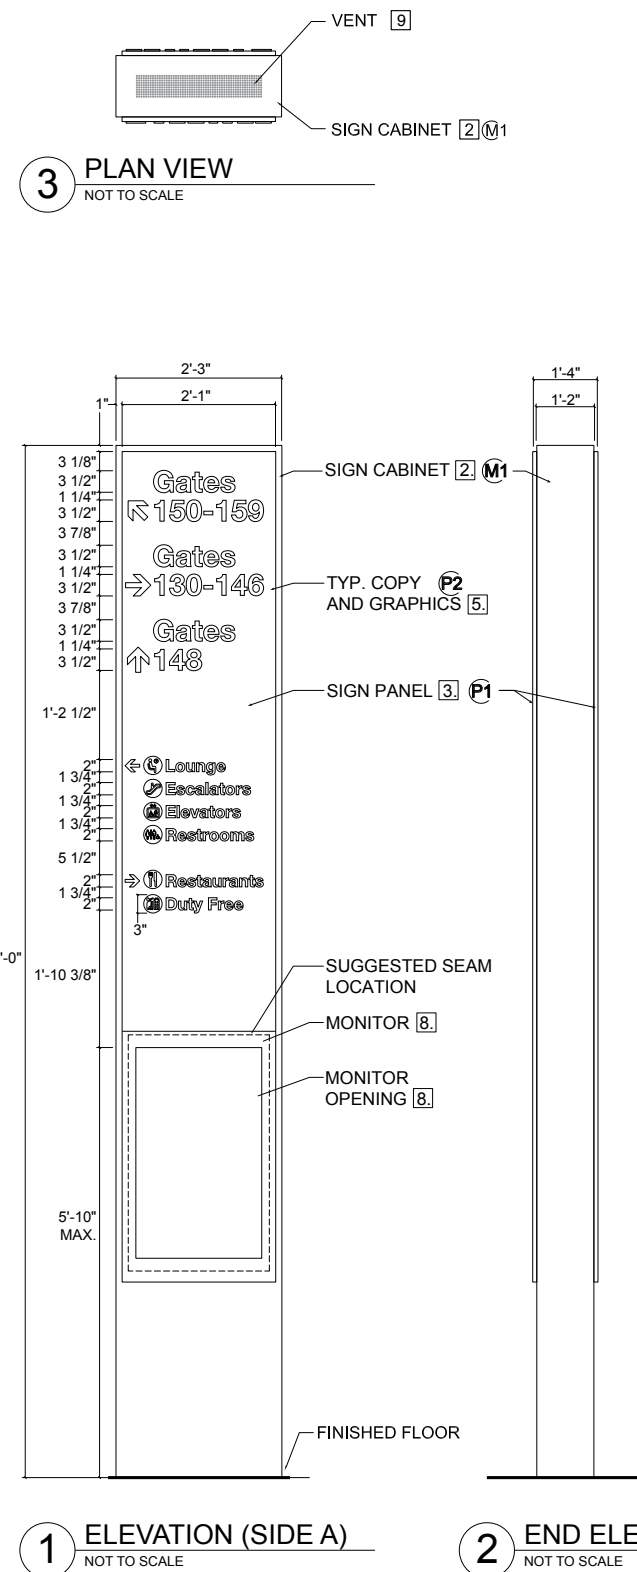 VENT 9
SIGN CABINET 2 M1
3 PLAN VIEW
NOT TO SCALE
2'-3"
2'-1"
1"
1'-4"
1'-2"
3 1/8"
3 1/2"
1 1/4"
3 1/2"
3 7/8"
3 1/2"
1 1/4"
3 1/2"
3 7/8"
3 1/2"
1 1/4"
3 1/2"
1'-2 1/2"
2"
1 3/4"
2"
1 3/4"
2"
1 3/4"
2"
5 1/2"
2"
1 3/4"
2"
3"
'-0"
1'-10 3/8"
5'-10"
MAX.
Gates
150-159
Gates
130-146
Gates
148
Lounge
Escalators
Elevators
Restrooms
Restaurants
Duty Free
SIGN CABINET 2. M1
TYP. COPY P2
AND GRAPHICS 5.
SIGN PANEL 3. P1
SUGGESTED SEAM
LOCATION
MONITOR 8.
MONITOR
OPENING 8.
FINISHED FLOOR
1 ELEVATION (SIDE A)
NOT TO SCALE
2 END ELE
NOT TO SCALE